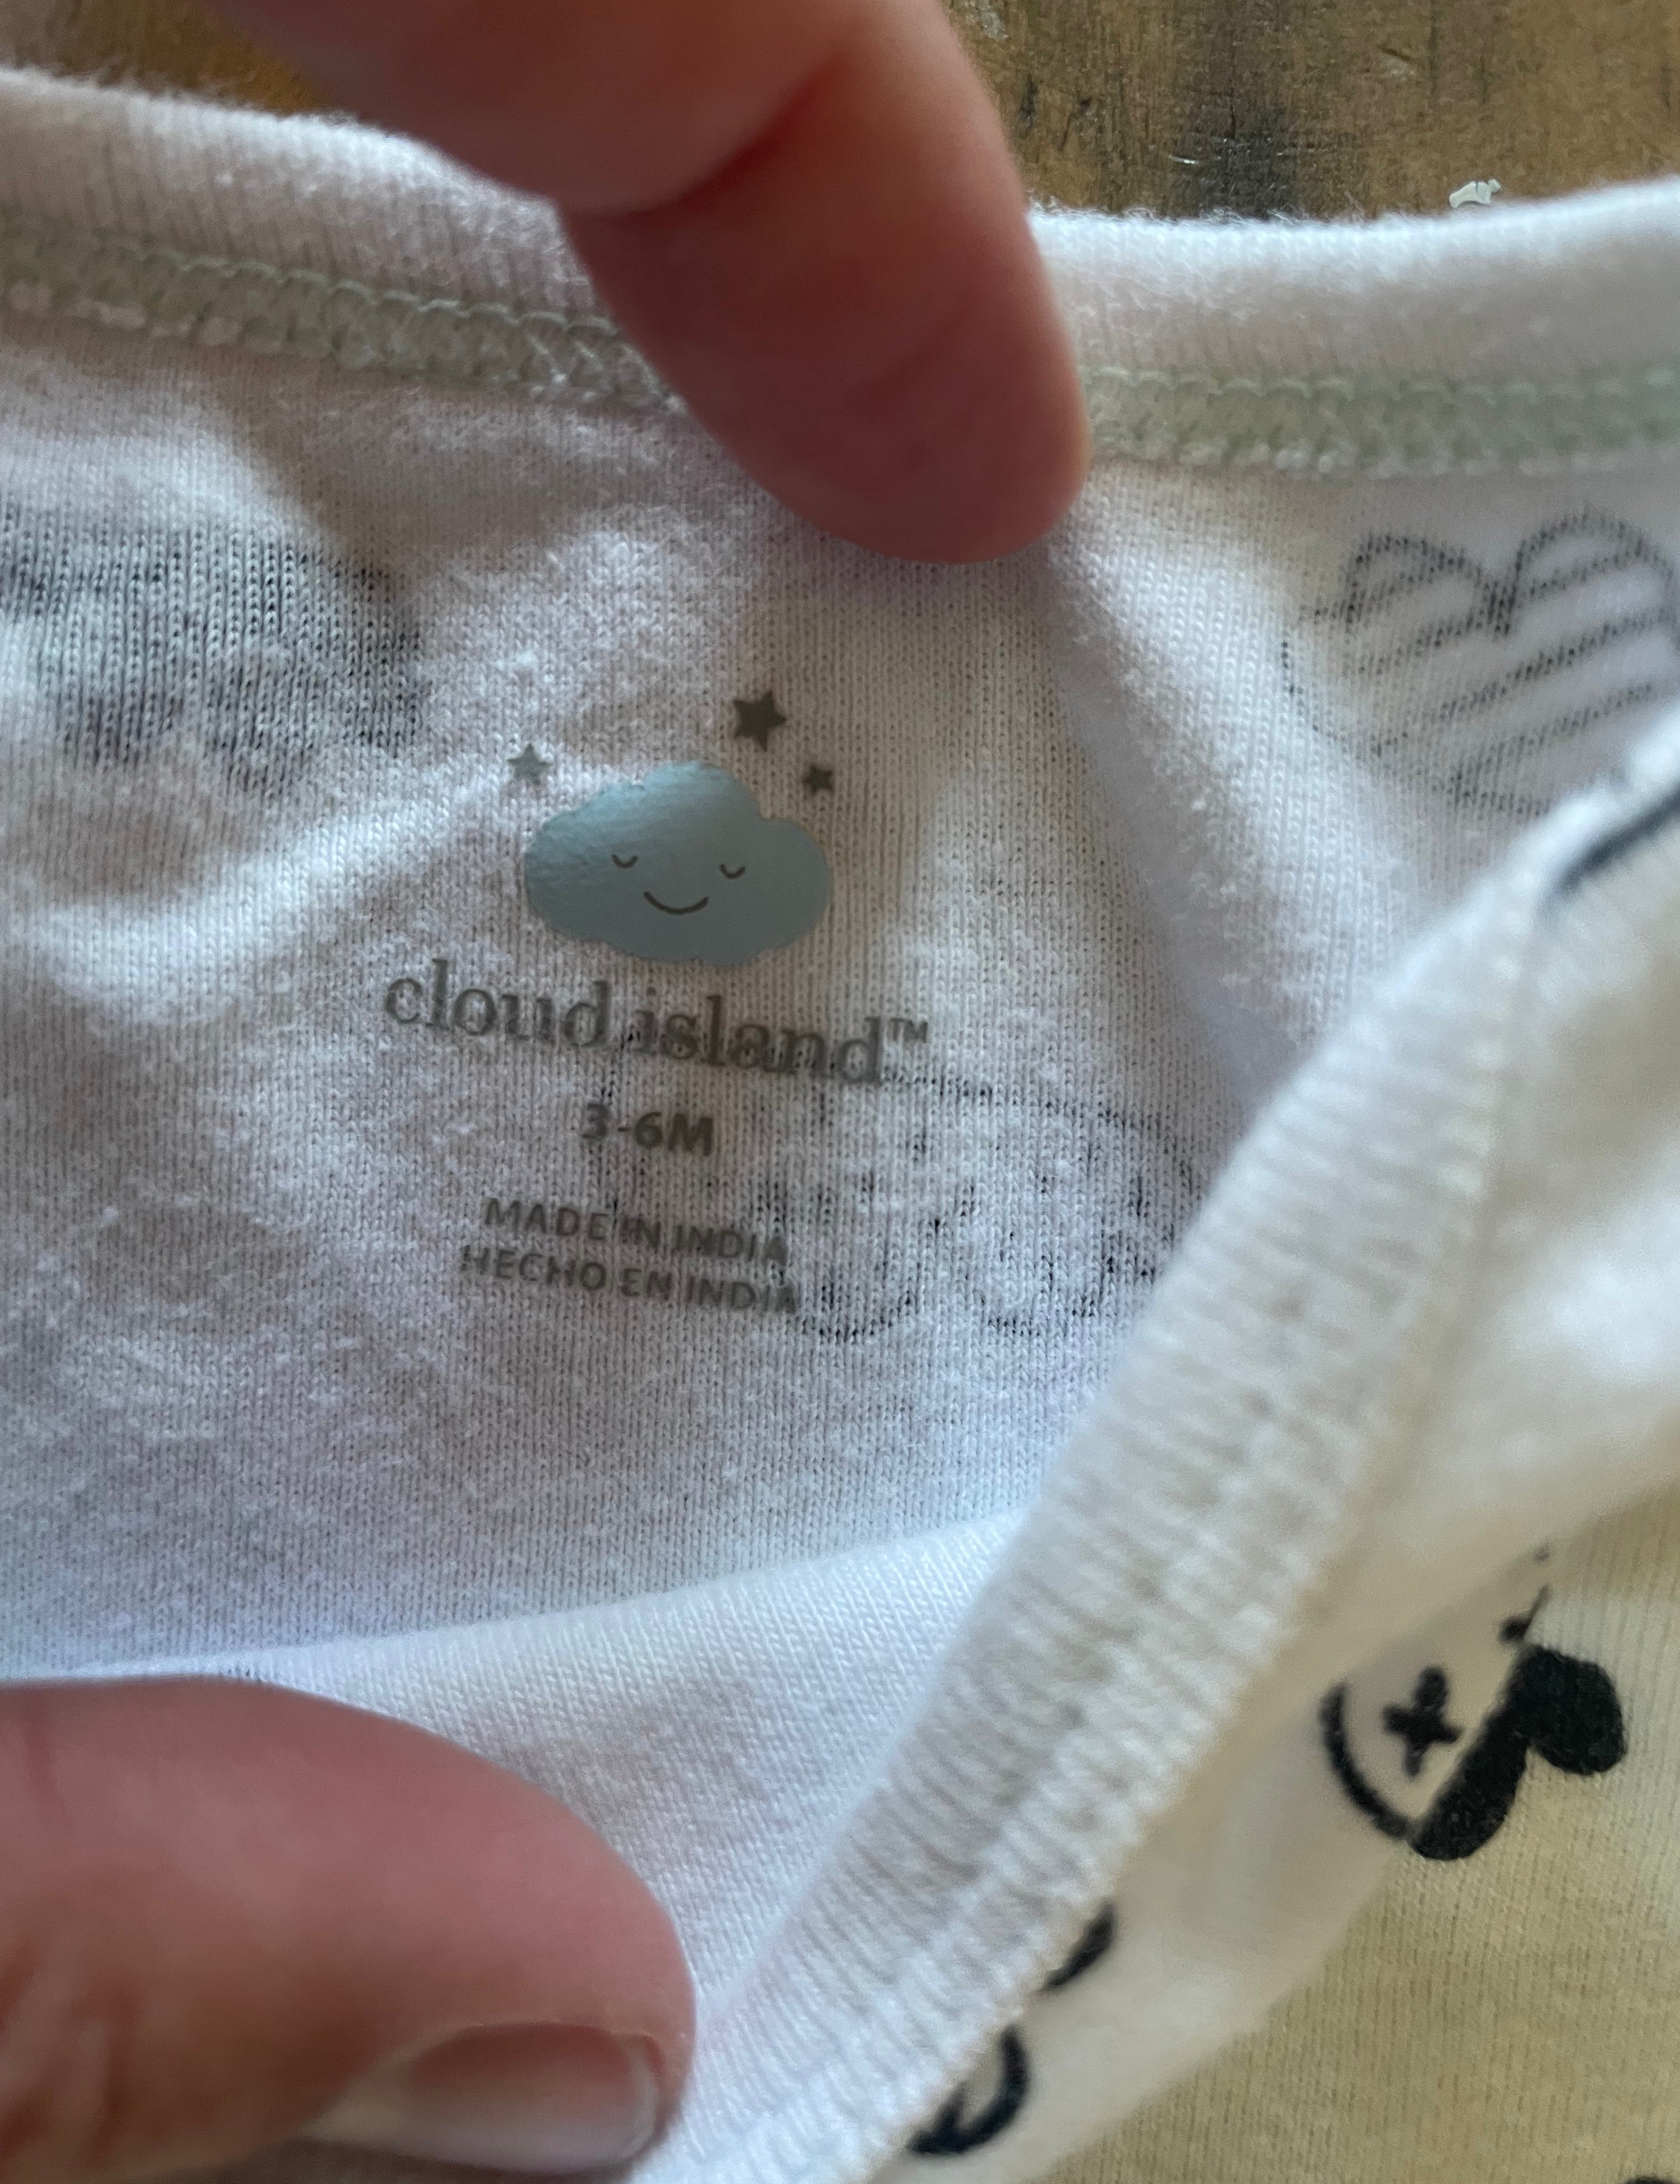 cloud island™
3-6M
MADE IN INDIA
HECHO EN INDIA